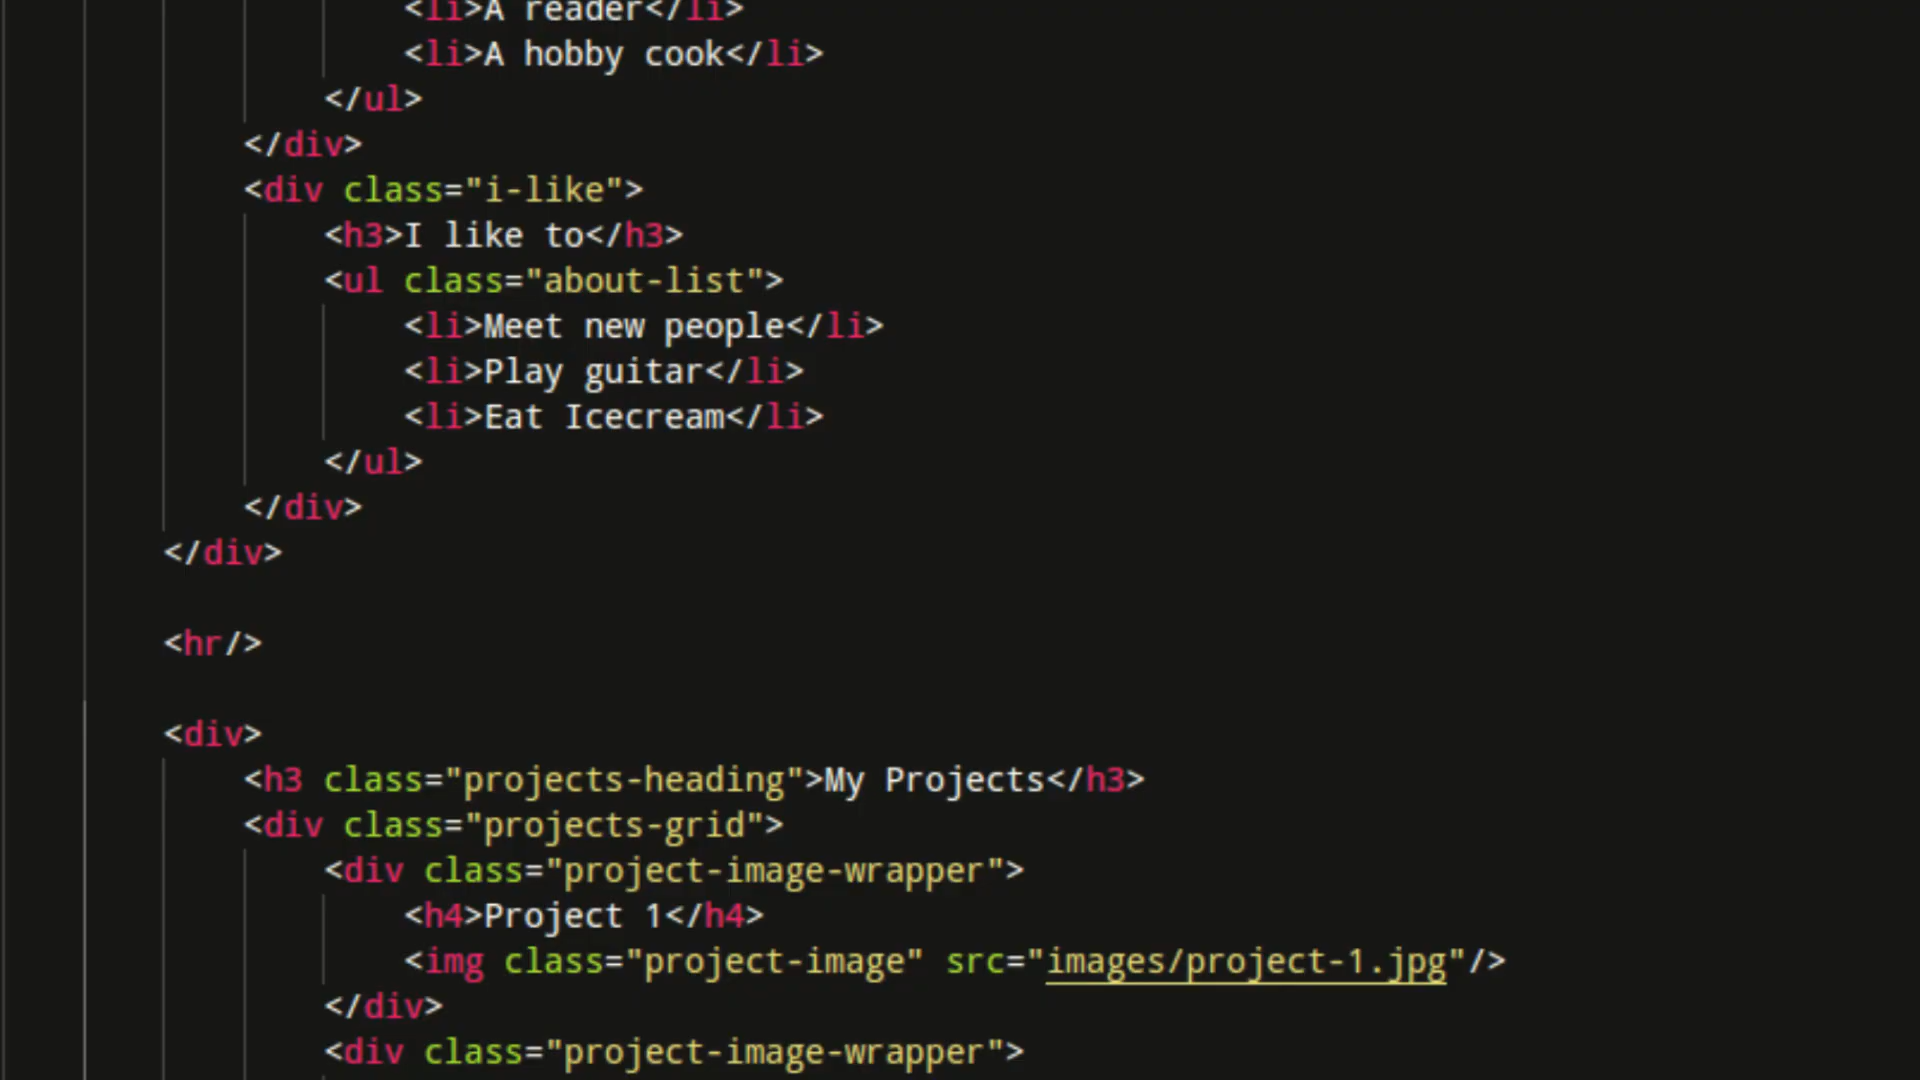 <li>A reader</li>
<li>A hobby cook</li>
</ul>
</div>
<div class="i-like">
<h3>I like to</h3>
<ul class="about-list">
<li>Meet new people</li>
<li>Play guitar</li>
<li>Eat Icecream</li>
</ul>
</div>
</div>
<hr/>
<div>
<h3 class="projects-heading">My Projects</h3>
<div class="projects-grid">
<div class="project-image-wrapper">
<h4>Project 1</h4>
<img class="project-image" src="images/project-1.jpg"/>
</div>
<div class="project-image-wrapper">